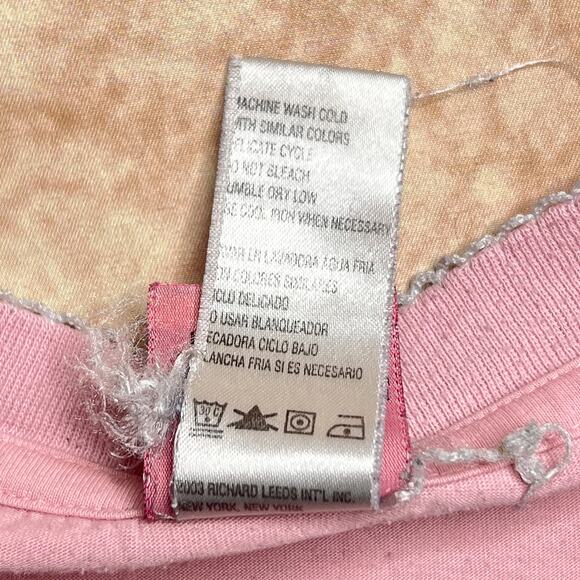 MACHINE WASH COLD
WITH SIMILAR COLORS
DELICATE CYCLE
DO NOT BLEACH
TUMBLE DRY LOW
USE COOL IRON WHEN NECESSARY
LAVAR EN LAVADORA AGUA FRIA
CON COLORES SIMILARES
CICLO DELICADO
NO USAR BLANQUEADOR
SECADORA CICLO BAJO
PLANCHA FRIA SI ES NECESARIO
30 C
2003 RICHARD LEEDS INT'L INC.
NEW YORK, NEW YORK